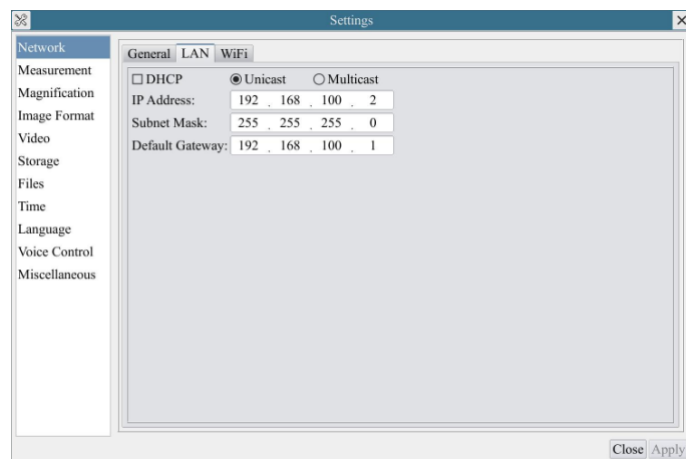 Settings
Network
Measurement
Magnification
Image Format
Video
Storage
Files
Time
Language
Voice Control
Miscellaneous
General LAN WiFi
DHCP Unicast Multicast
IP Address: 192 . 168 . 100 . 2
Subnet Mask: 255 . 255 . 255 . 0
Default Gateway: 192 . 168 . 100 . 1
Close Apply